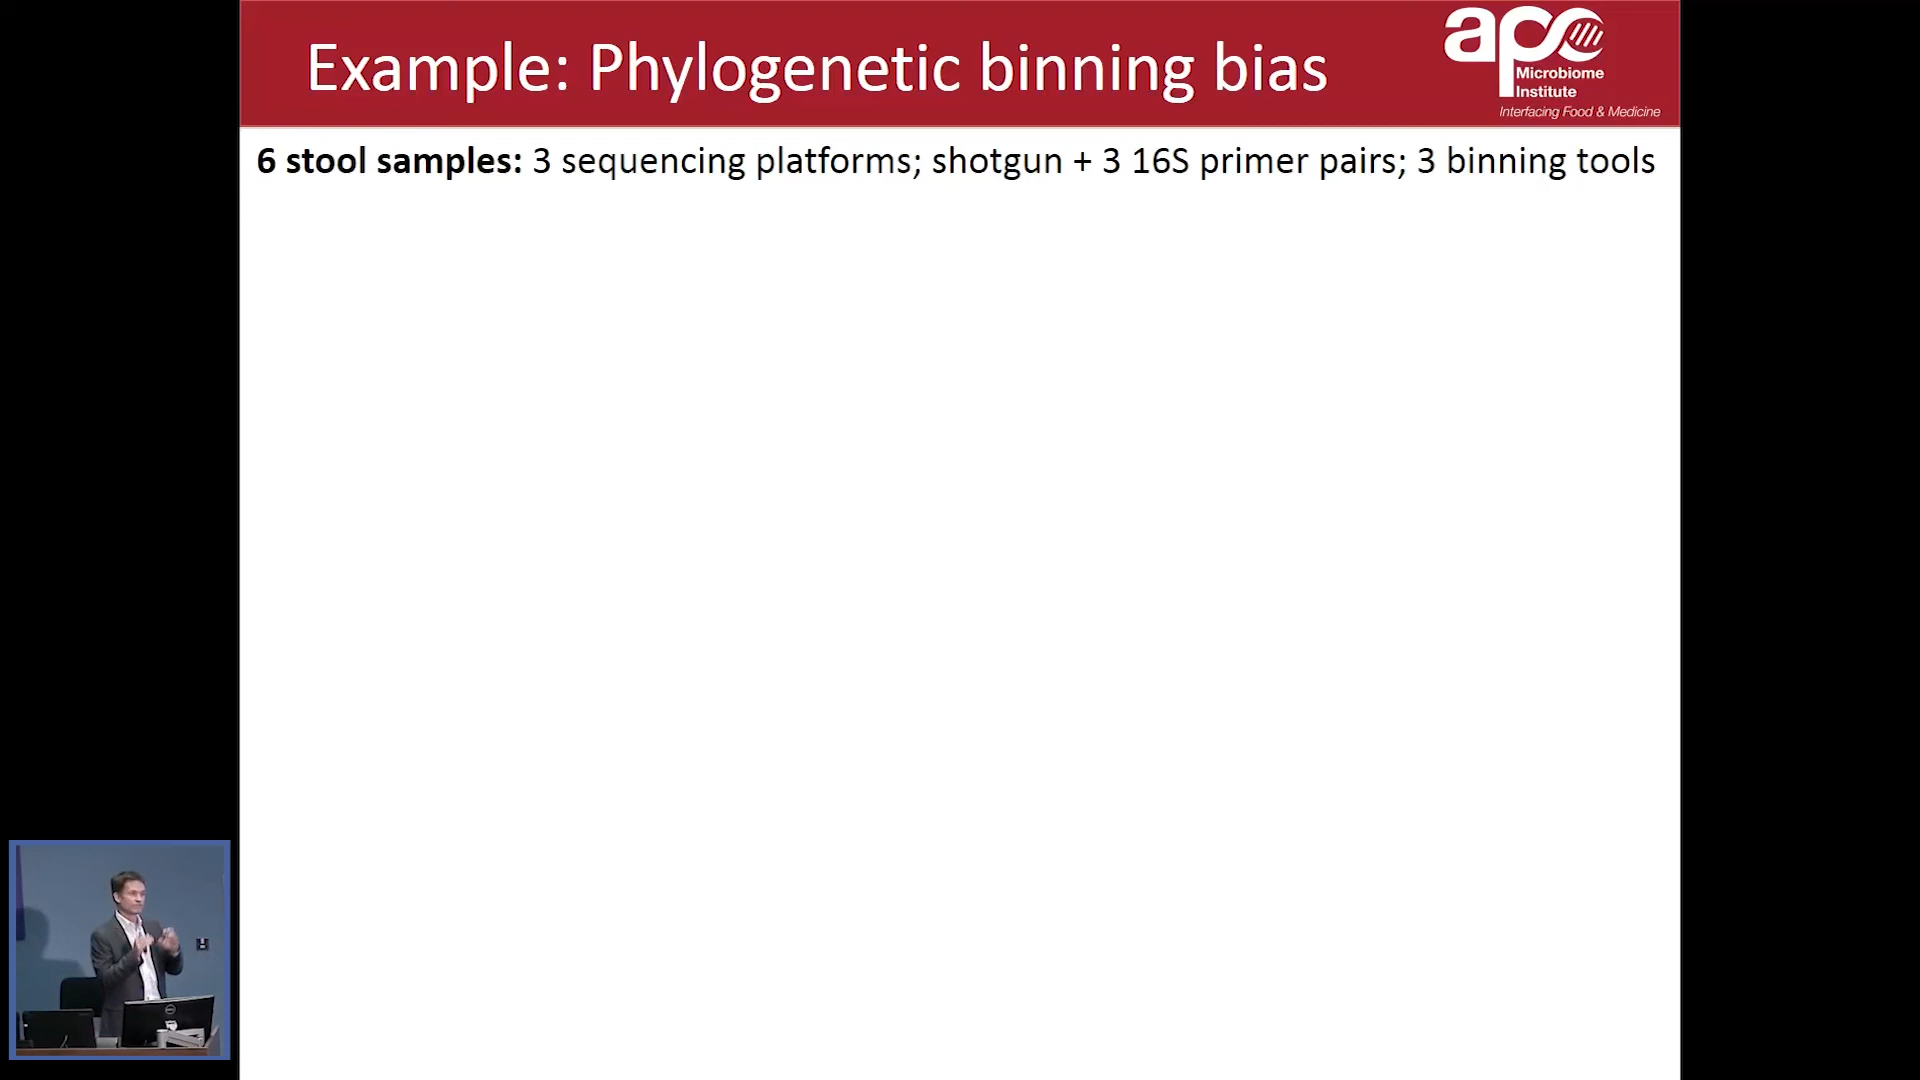 Example: Phylogenetic binning bias
apc
Microbiome
Institute
Interfacing Food & Medicine
6 stool samples: 3 sequencing platforms; shotgun + 3 16S primer pairs; 3 binning tools